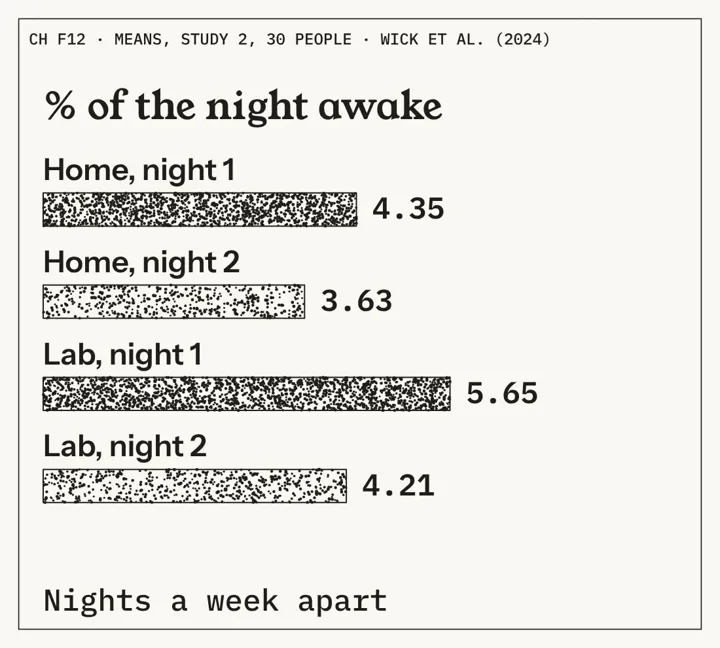 CH F12 · MEANS, STUDY 2, 30 PEOPLE · WICK ET AL. (2024)
% of the night awake
Home, night 1
4.35
Home, night 2
3.63
Lab, night 1
5.65
Lab, night 2
4.21
Nights a week apart